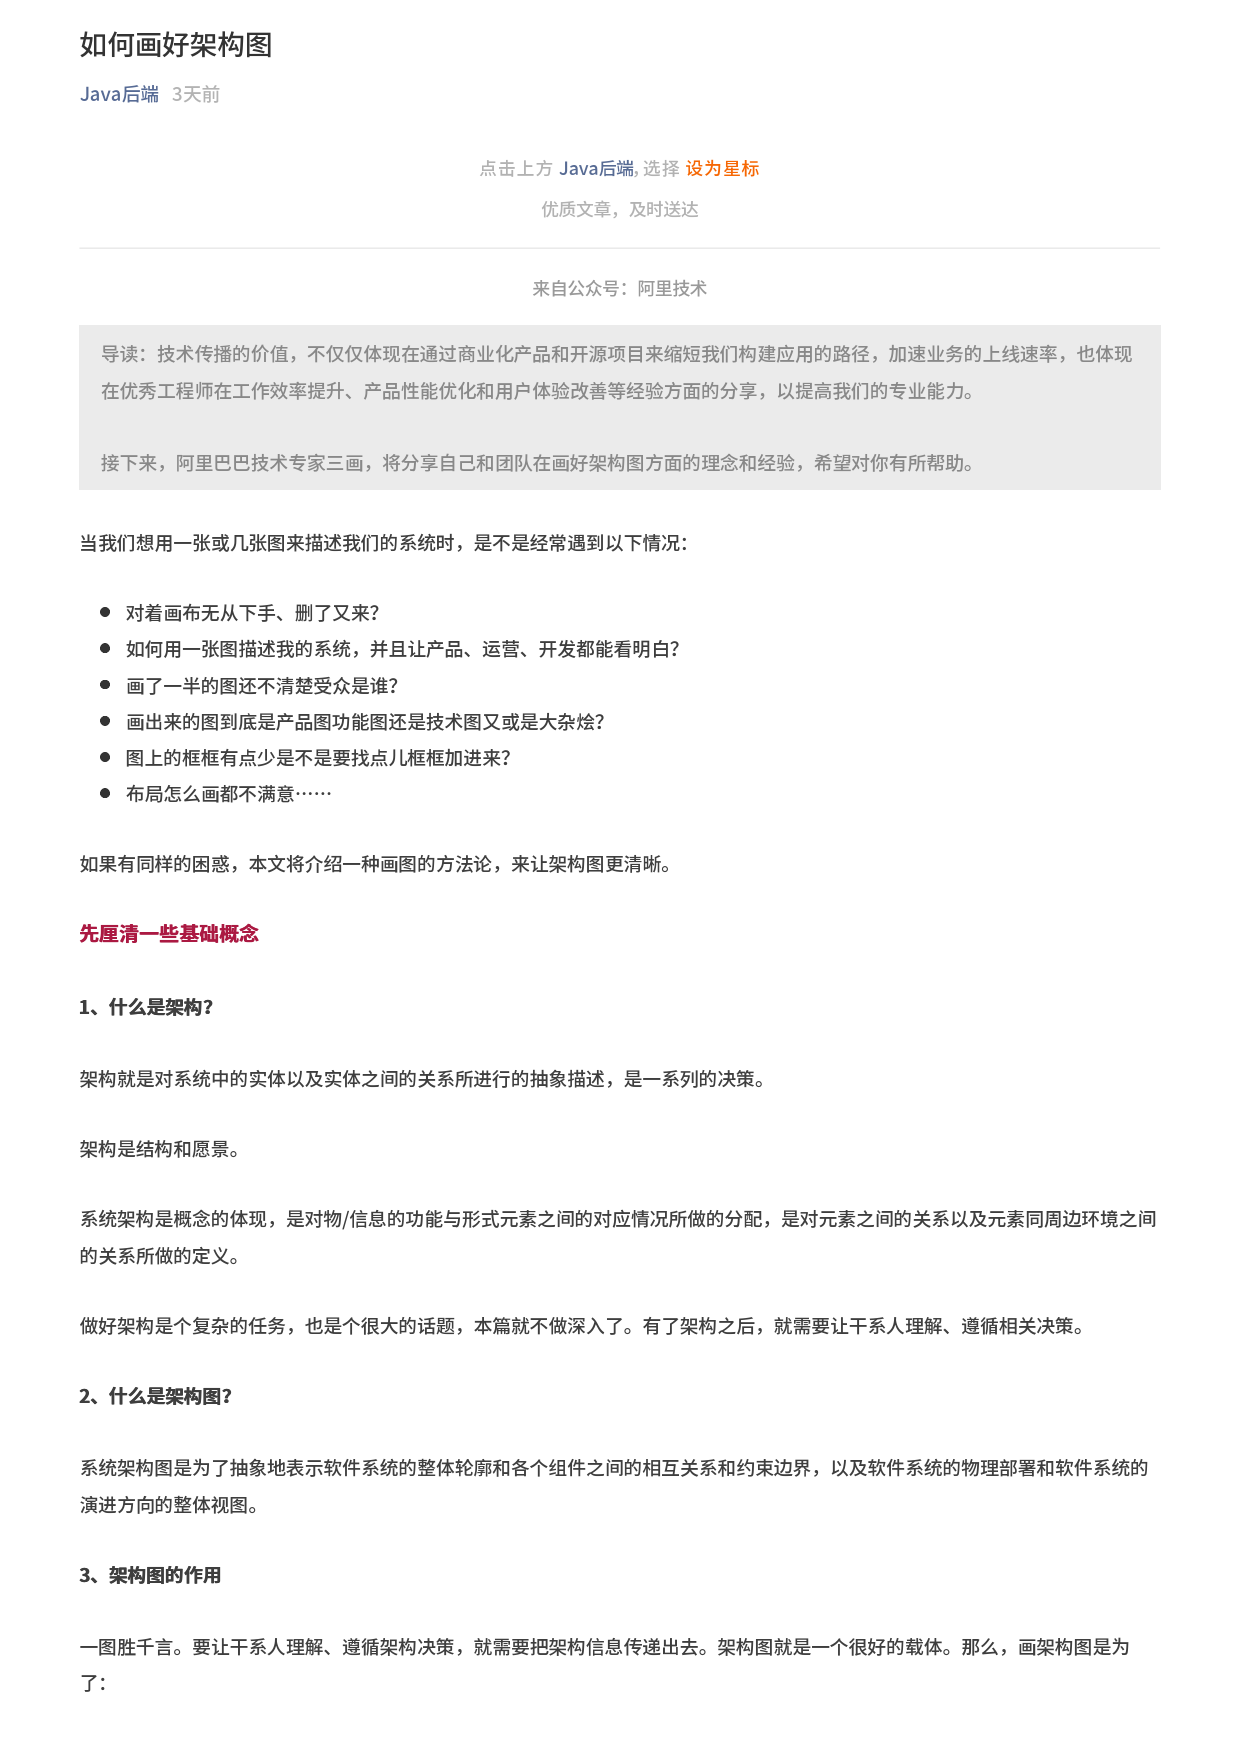 如何画好架构图
Java后端 3天前
点击上方 Java后端, 选择 设为星标
优质文章，及时送达
来自公众号：阿里技术
导读：技术传播的价值，不仅仅体现在通过商业化产品和开源项目来缩短我们构建应用的路径，加速业务的上线速率，也体现
在优秀工程师在工作效率提升、产品性能优化和用户体验改善等经验方面的分享，以提高我们的专业能力。
接下来，阿里巴巴技术专家三画，将分享自己和团队在画好架构图方面的理念和经验，希望对你有所帮助。
当我们想用一张或几张图来描述我们的系统时，是不是经常遇到以下情况：
● 对着画布无从下手、删了又来？
● 如何用一张图描述我的系统，并且让产品、运营、开发都能看明白？
● 画了一半的图还不清楚受众是谁？
● 画出来的图到底是产品图功能图还是技术图又或是大杂烩？
● 图上的框框有点少是不是要找点儿框框加进来？
● 布局怎么画都不满意……
如果有同样的困惑，本文将介绍一种画图的方法论，来让架构图更清晰。
先厘清一些基础概念
1、什么是架构？
架构就是对系统中的实体以及实体之间的关系所进行的抽象描述，是一系列的决策。
架构是结构和愿景。
系统架构是概念的体现，是对物/信息的功能与形式元素之间的对应情况所做的分配，是对元素之间的关系以及元素同周边环境之间
的关系所做的定义。
做好架构是个复杂的任务，也是个很大的话题，本篇就不做深入了。有了架构之后，就需要让干系人理解、遵循相关决策。
2、什么是架构图？
系统架构图是为了抽象地表示软件系统的整体轮廓和各个组件之间的相互关系和约束边界，以及软件系统的物理部署和软件系统的
演进方向的整体视图。
3、架构图的作用
一图胜千言。要让干系人理解、遵循架构决策，就需要把架构信息传递出去。架构图就是一个很好的载体。那么，画架构图是为
了：